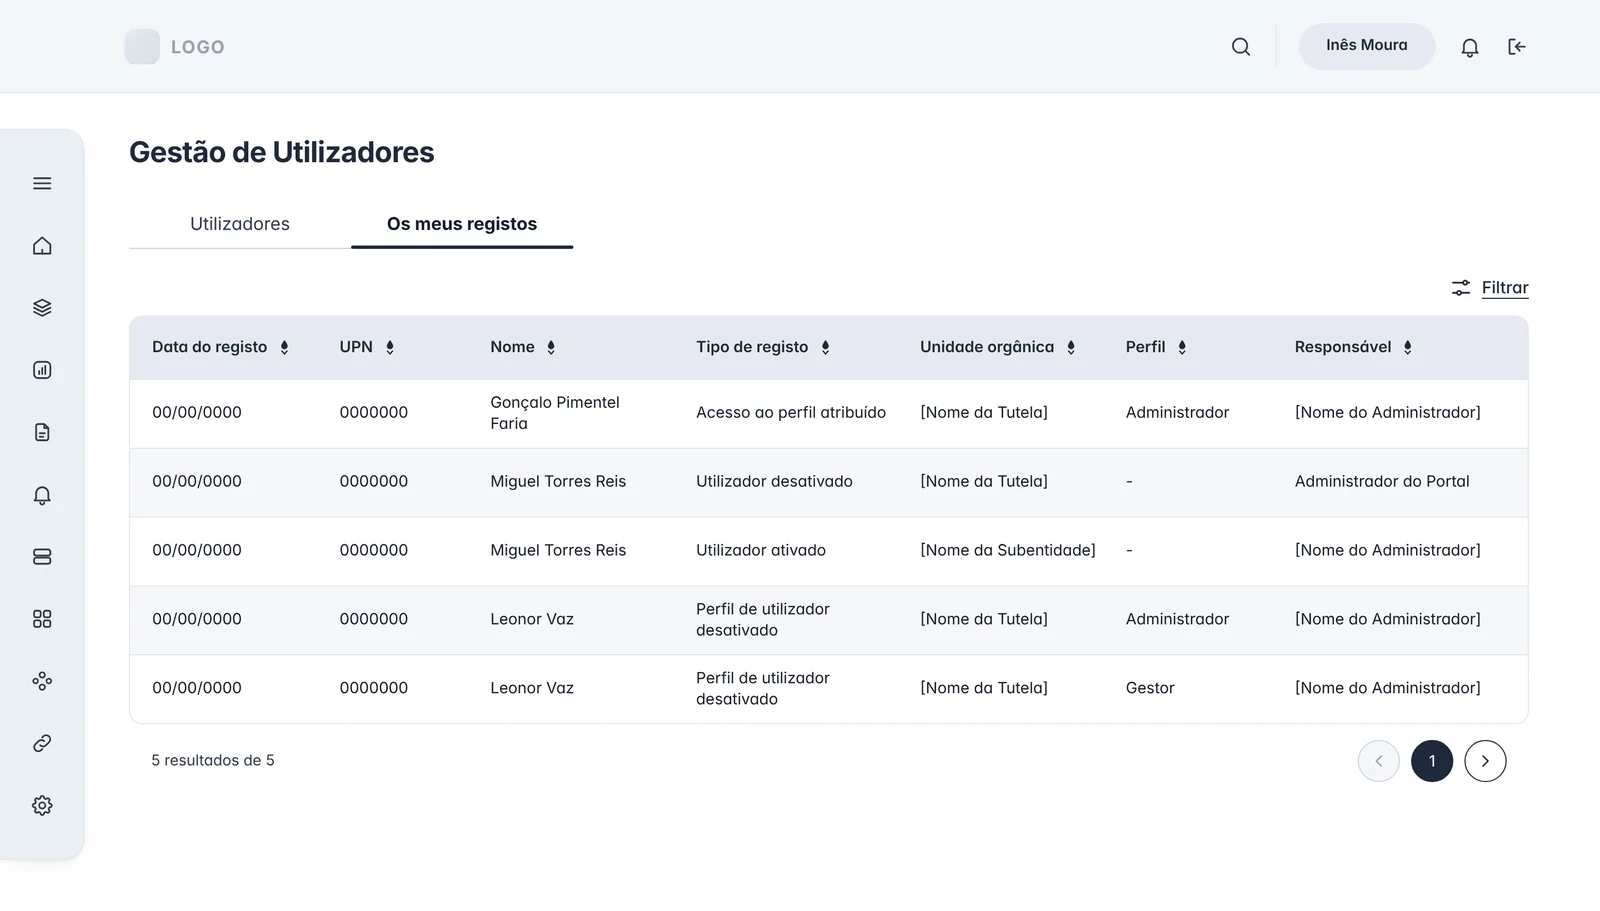 LOGO
Inês Moura
Gestão de Utilizadores
Utilizadores
Os meus registos
Filtrar
Data do registo UPN Nome Tipo de registo Unidade orgânica Perfil Responsável
00/00/0000 0000000 Gonçalo Pimentel Faria Acesso ao perfil atribuído [Nome da Tutela] Administrador [Nome do Administrador]
00/00/0000 0000000 Miguel Torres Reis Utilizador desativado [Nome da Tutela] - Administrador do Portal
00/00/0000 0000000 Miguel Torres Reis Utilizador ativado [Nome da Subentidade] - [Nome do Administrador]
00/00/0000 0000000 Leonor Vaz Perfil de utilizador desativado [Nome da Tutela] Administrador [Nome do Administrador]
00/00/0000 0000000 Leonor Vaz Perfil de utilizador desativado [Nome da Tutela] Gestor [Nome do Administrador]
5 resultados de 5
1